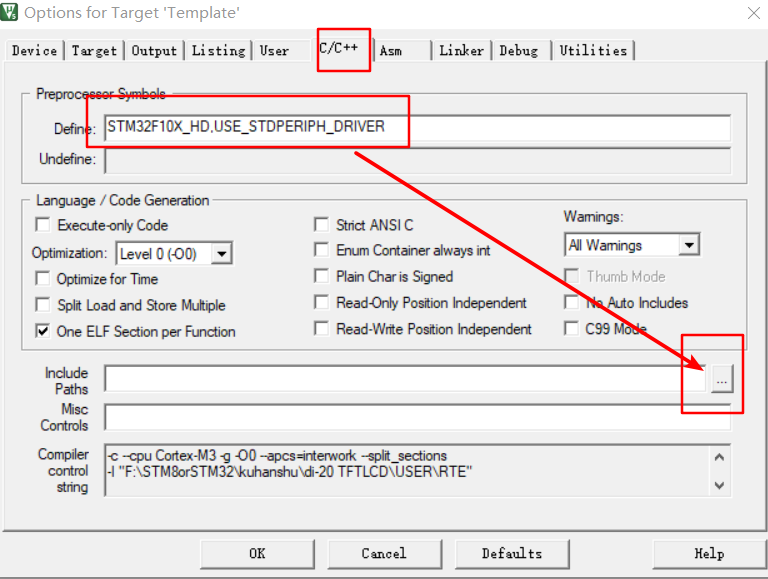 Options for Target 'Template'
Device Target Output Listing User C/C++ Asm Linker Debug Utilities
Preprocessor Symbols
Define: STM32F10X_HD,USE_STDPERIPH_DRIVER
Undefine:
Language / Code Generation
Execute-only Code
Strict ANSI C
Warnings:
Optimization: Level 0 (-O0)
Enum Container always int
All Warnings
Optimize for Time
Plain Char is Signed
Thumb Mode
Split Load and Store Multiple
Read-Only Position Independent
No Auto Includes
One ELF Section per Function
Read-Write Position Independent
C99 Mode
Include
Paths
...
Misc
Controls
Compiler
control
string
-c --cpu Cortex-M3 -g -O0 --apcs=interwork --split_sections
-I "F:\STM8orSTM32\kuhanshu\di-20 TFTLCD\USER\RTE"
OK Cancel Defaults Help